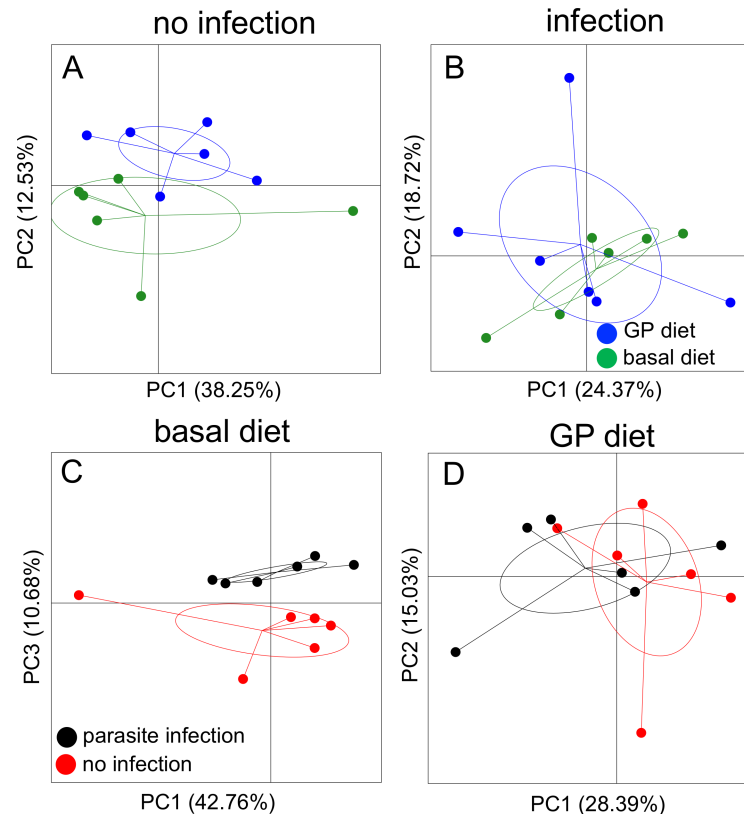 no infection
infection
A
B
PC2 (12.53%)
PC2 (18.72%)
GP diet
basal diet
PC1 (38.25%)
PC1 (24.37%)
basal diet
GP diet
C
D
PC3 (10.68%)
PC2 (15.03%)
parasite infection
no infection
PC1 (42.76%)
PC1 (28.39%)